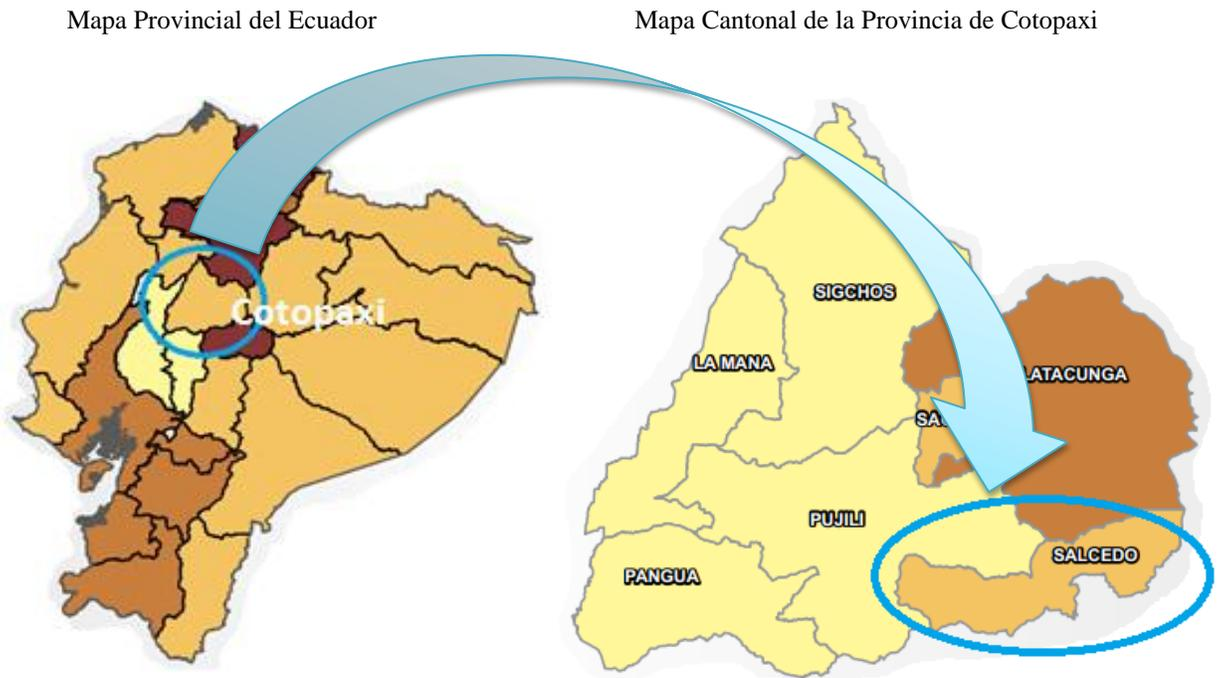 Mapa Provincial del Ecuador
Mapa Cantonal de la Provincia de Cotopaxi
Cotopaxi
SIGCHOS
LA MANA
LATACUNGA
PUJILI
SALCEDO
PANGUA